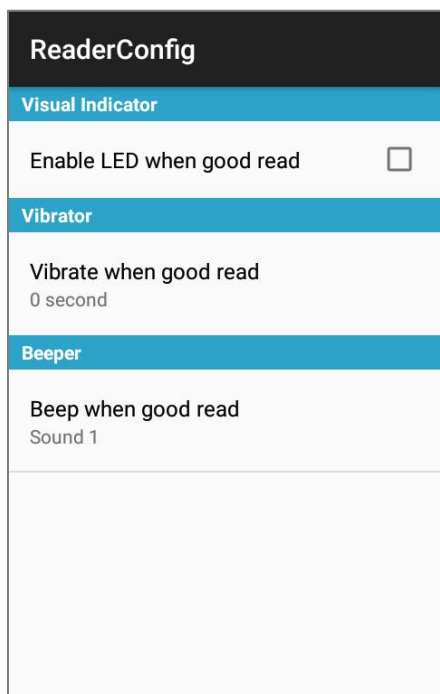 ReaderConfig
Visual Indicator
Enable LED when good read
Vibrator
Vibrate when good read
0 second
Beeper
Beep when good read
Sound 1